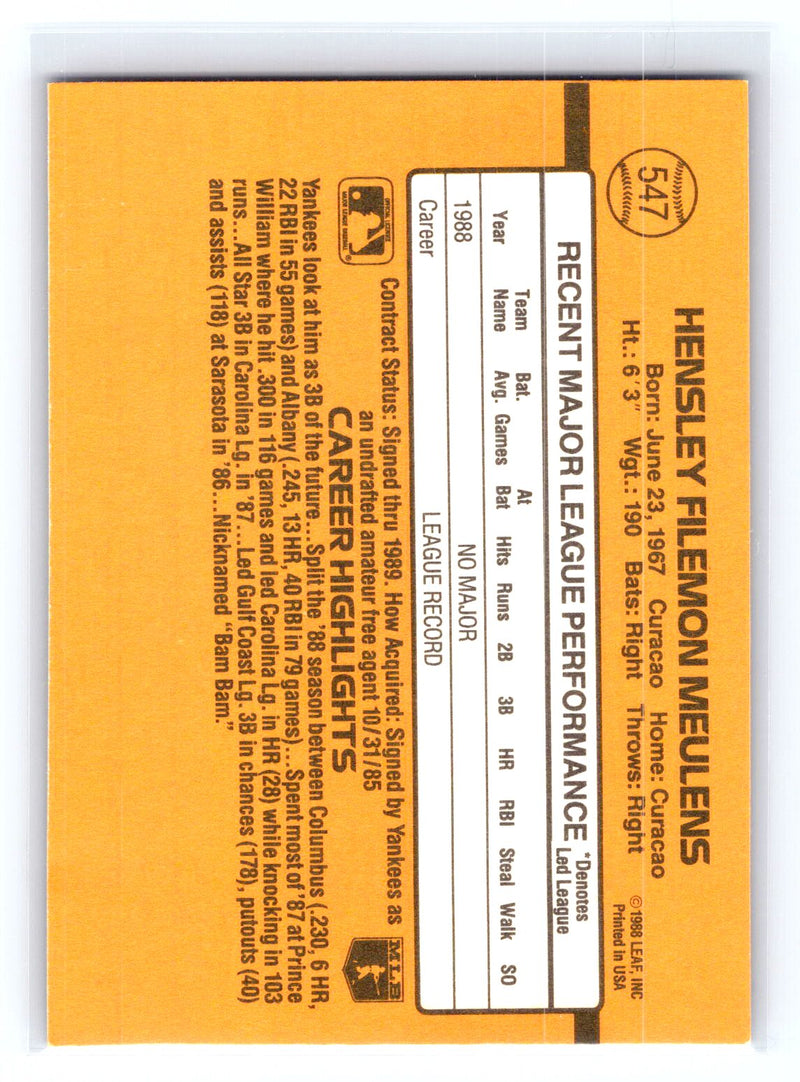 547
HENSLEY FILEMON MEULENS
Born: June 23, 1967 Curacao Home: Curacao
Ht.: 6'3" Wgt.: 190 Bats: Right Throws: Right
©1988 LEAF, INC
Printed in USA
RECENT MAJOR LEAGUE PERFORMANCE *Denotes Led League
Year Team Name Bat. Avg. Games At Bat Hits Runs 2B 3B HR RBI Steal Walk SO
1988 NO MAJOR
Career LEAGUE RECORD
OFFICIAL LICENSEE
MAJOR LEAGUE BASEBALL ®
Contract Status: Signed thru 1989. How Acquired: Signed by Yankees as
an undrafted amateur free agent 10/31/85
MLB
CAREER HIGHLIGHTS
Yankees look at him as 3B of the future...Split the '88 season between Columbus (.230, 6 HR,
22 RBI in 55 games) and Albany (.245, 13 HR, 40 RBI in 79 games)...Spent most of '87 at Prince
William where he hit .300 in 116 games and led Carolina Lg. in HR (28) while knocking in 103
runs...All Star 3B in Carolina Lg. in '87...Led Gulf Coast Lg. 3B in chances (178), putouts (40)
and assists (118) at Sarasota in '86...Nicknamed "Bam Bam."